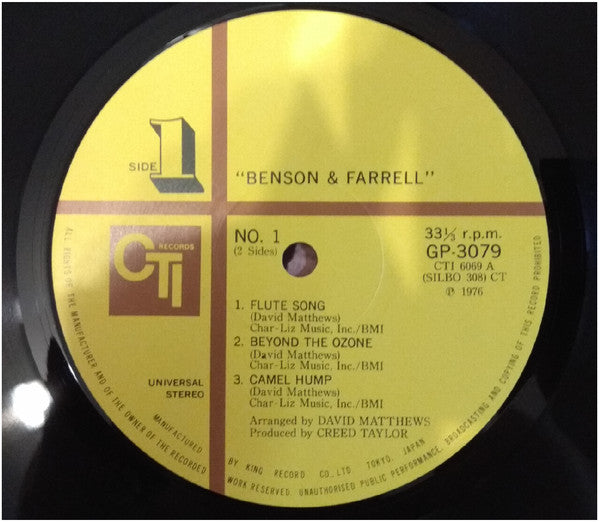 SIDE 1
"BENSON & FARRELL"
CTI RECORDS
NO. 1
(2 Sides)
33⅓ r.p.m.
GP-3079
CTI 6069 A
(SILBO 308) CT
℗ 1976
1. FLUTE SONG
(David Matthews)
Char-Liz Music, Inc./BMI
2. BEYOND THE OZONE
(David Matthews)
Char-Liz Music, Inc./BMI
3. CAMEL HUMP
(David Matthews)
Char-Liz Music, Inc./BMI
UNIVERSAL
STEREO
Arranged by DAVID MATTHEWS
Produced by CREED TAYLOR
MANUFACTURED BY KING RECORD CO., LTD. TOKYO, JAPAN
ALL RIGHTS OF THE MANUFACTURER AND OF THE OWNER OF THE RECORDED WORK RESERVED. UNAUTHORISED PUBLIC PERFORMANCE, BROADCASTING AND COPYING OF THIS RECORD PROHIBITED